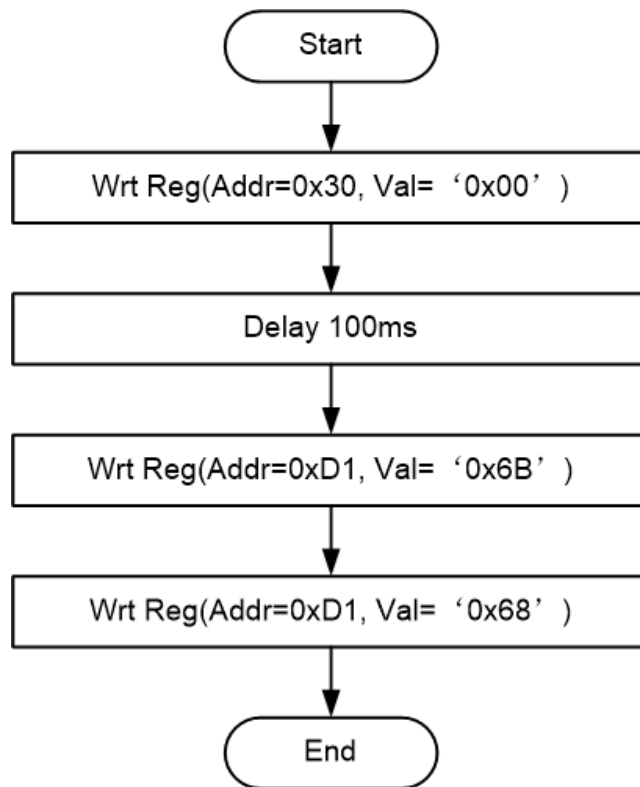 Start
Wrt Reg(Addr=0x30, Val= ‘0x00’ )
Delay 100ms
Wrt Reg(Addr=0xD1, Val= ‘0x6B’ )
Wrt Reg(Addr=0xD1, Val= ‘0x68’ )
End